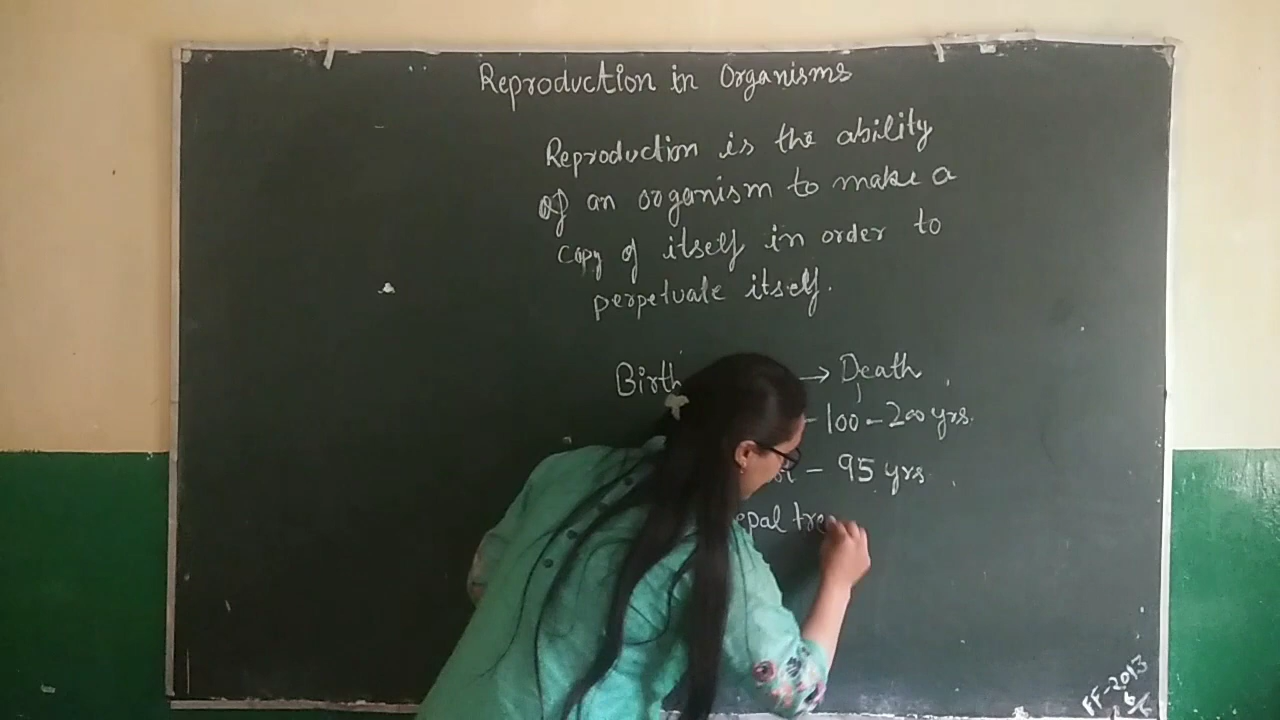 Reproduction in Organisms
Reproduction is the ability
of an organism to make a
copy of itself in order to
perpetuate itself.
Birth → Death
- 100 - 200 yrs.
- 95 yrs
epal tre
FF-2013